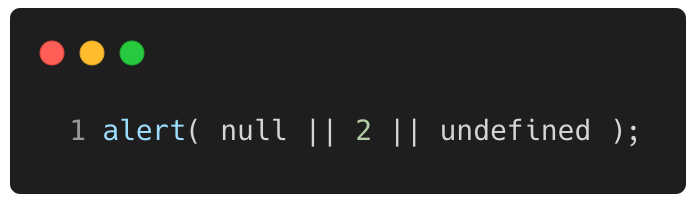 1 alert( null || 2 || undefined );